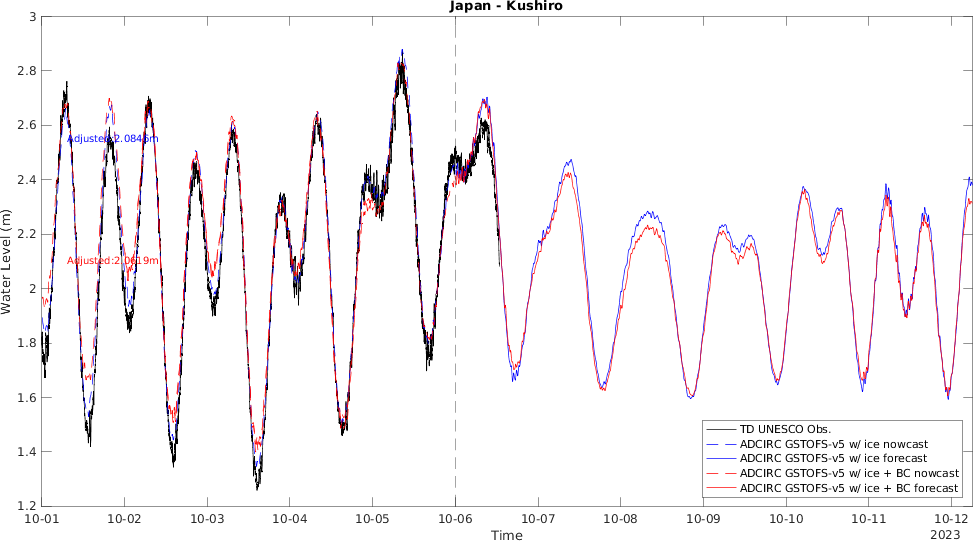 Japan - Kushiro
3
2.8
2.6
2.4
2.2
2
1.8
1.6
1.4
1.2
Water Level (m)
Adjusted:2.0846m
Adjusted:2.0619m
TD UNESCO Obs.
ADCIRC GSTOFS-v5 w/ ice nowcast
ADCIRC GSTOFS-v5 w/ ice forecast
ADCIRC GSTOFS-v5 w/ ice + BC nowcast
ADCIRC GSTOFS-v5 w/ ice + BC forecast
10-01 10-02 10-03 10-04 10-05 10-06 10-07 10-08 10-09 10-10 10-11 10-12
2023
Time